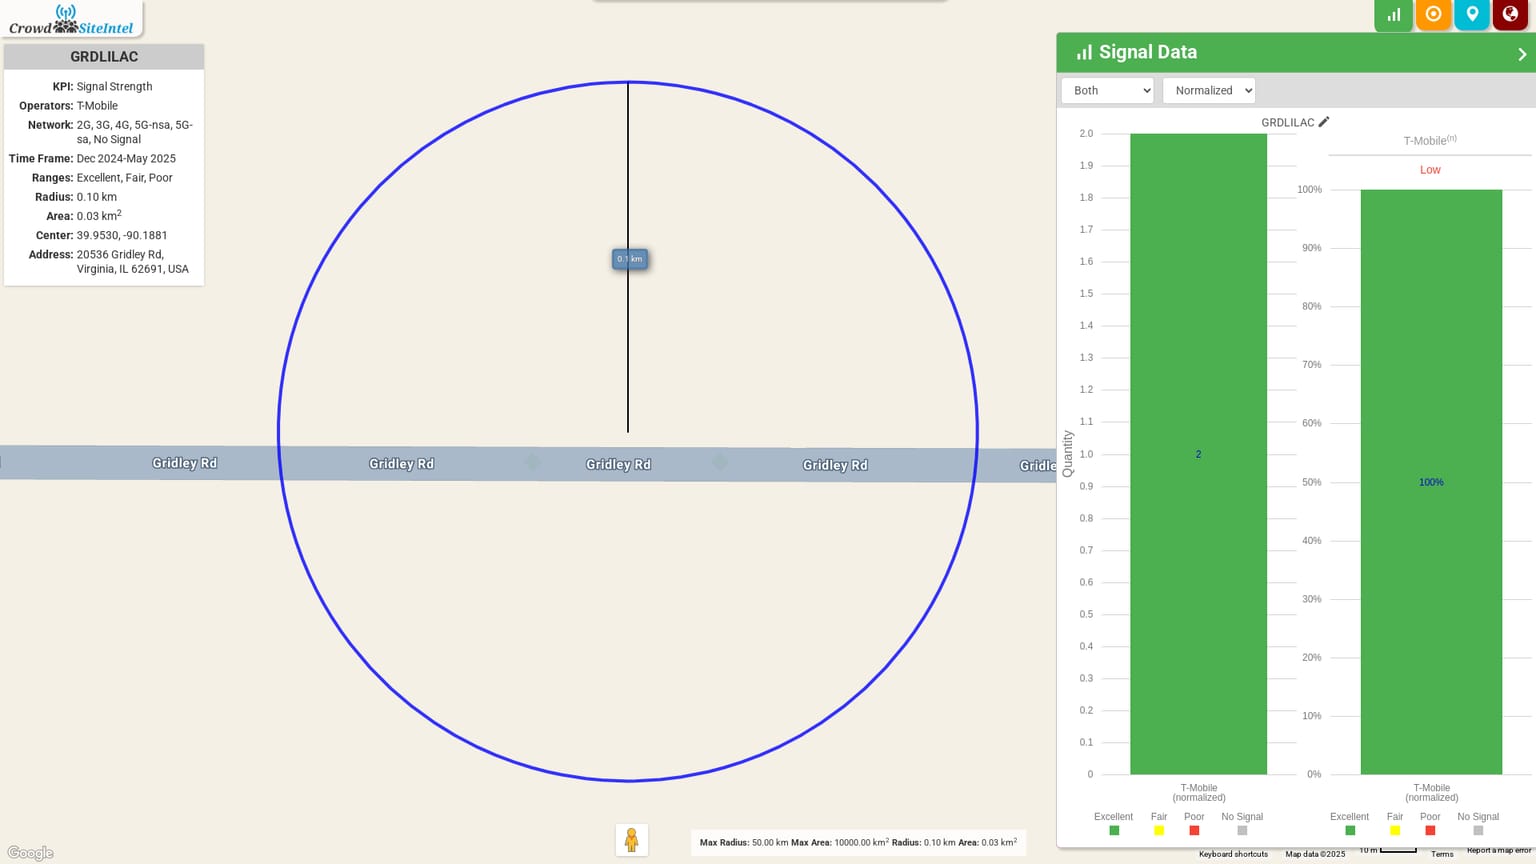 CrowdSiteIntel
GRDLILAC
KPI: Signal Strength
Operators: T-Mobile
Network: 2G, 3G, 4G, 5G-nsa, 5G-
sa, No Signal
Time Frame: Dec 2024-May 2025
Ranges: Excellent, Fair, Poor
Radius: 0.10 km
Area: 0.03 km²
Center: 39.9530, -90.1881
Address: 20536 Gridley Rd,
Virginia, IL 62691, USA
0.1 km
Gridley Rd Gridley Rd Gridley Rd Gridley Rd Gridle
Signal Data
Both Normalized
GRDLILAC
T-Mobile(n)
Low
Quantity
2.0
1.9
1.8
1.7
1.6
1.5
1.4
1.3
1.2
1.1
1.0
0.9
0.8
0.7
0.6
0.5
0.4
0.3
0.2
0.1
0
2
T-Mobile
(normalized)
Excellent Fair Poor No Signal
100%
90%
80%
70%
60%
50%
40%
30%
20%
10%
0%
100%
T-Mobile
(normalized)
Excellent Fair Poor No Signal
Max Radius: 50.00 km Max Area: 10000.00 km² Radius: 0.10 km Area: 0.03 km²
Google
Keyboard shortcuts Map data ©2025 10 m Terms Report a map error